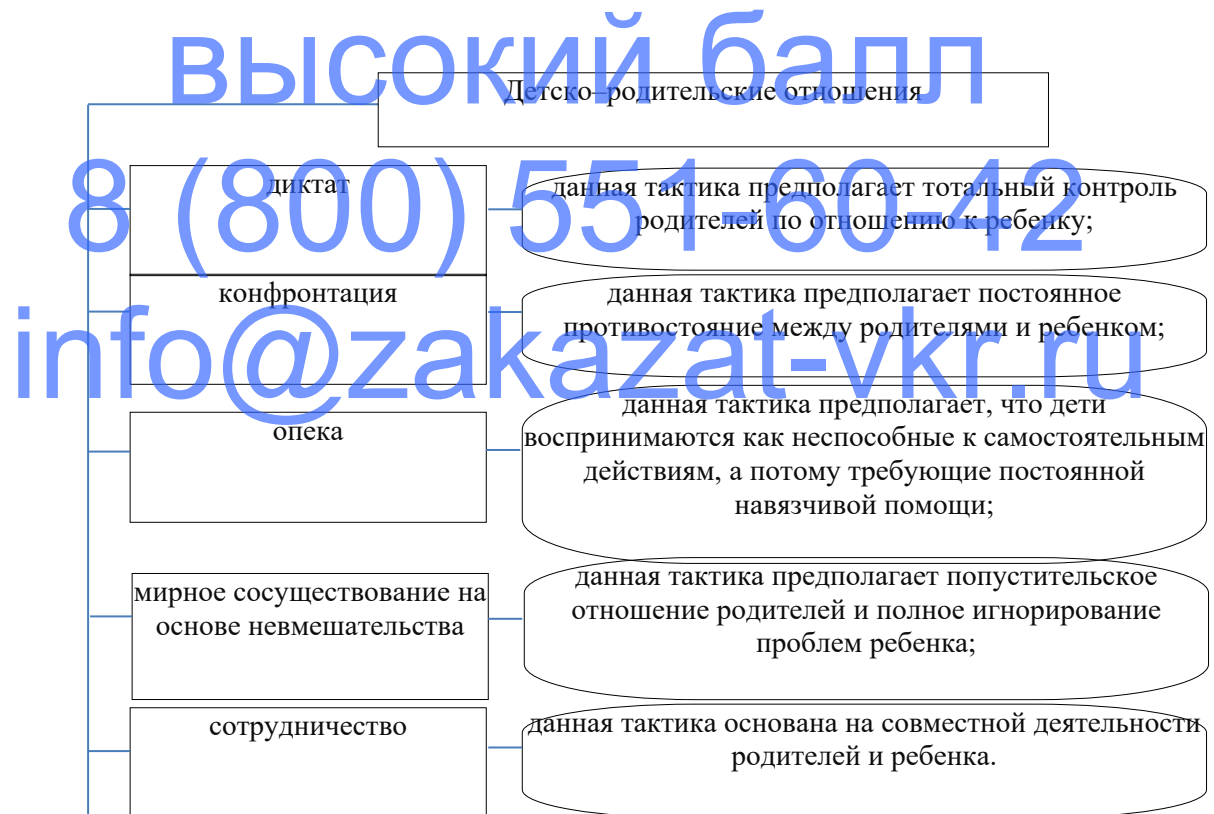 высокий балл
Детско–родительские отношения
8 (800) 551-60-42
диктат
данная тактика предполагает тотальный контроль
родителей по отношению к ребенку;
конфронтация
данная тактика предполагает постоянное
противостояние между родителями и ребенком;
info@zakazat-vkr.ru
опека
данная тактика предполагает, что дети
воспринимаются как неспособные к самостоятельным
действиям, а потому требующие постоянной
навязчивой помощи;
мирное сосуществование на
основе невмешательства
данная тактика предполагает попустительское
отношение родителей и полное игнорирование
проблем ребенка;
сотрудничество
данная тактика основана на совместной деятельности
родителей и ребенка.